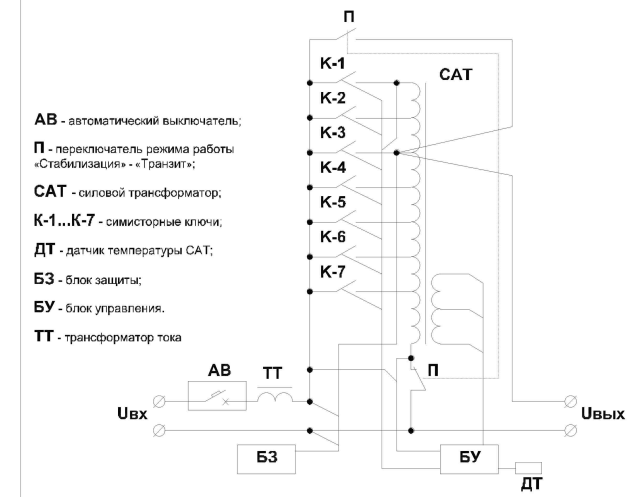 П
К-1
САТ
К-2
К-3
К-4
К-5
К-6
К-7
АВ - автоматический выключатель;
П - переключатель режима работы
«Стабилизация» - «Транзит»;
САТ - силовой трансформатор;
К-1...К-7 - симисторные ключи;
ДТ - датчик температуры САТ;
БЗ - блок защиты;
БУ - блок управления.
ТТ - трансформатор тока
АВ
ТТ
П
Uвх
Uвых
БЗ
БУ
ДТ